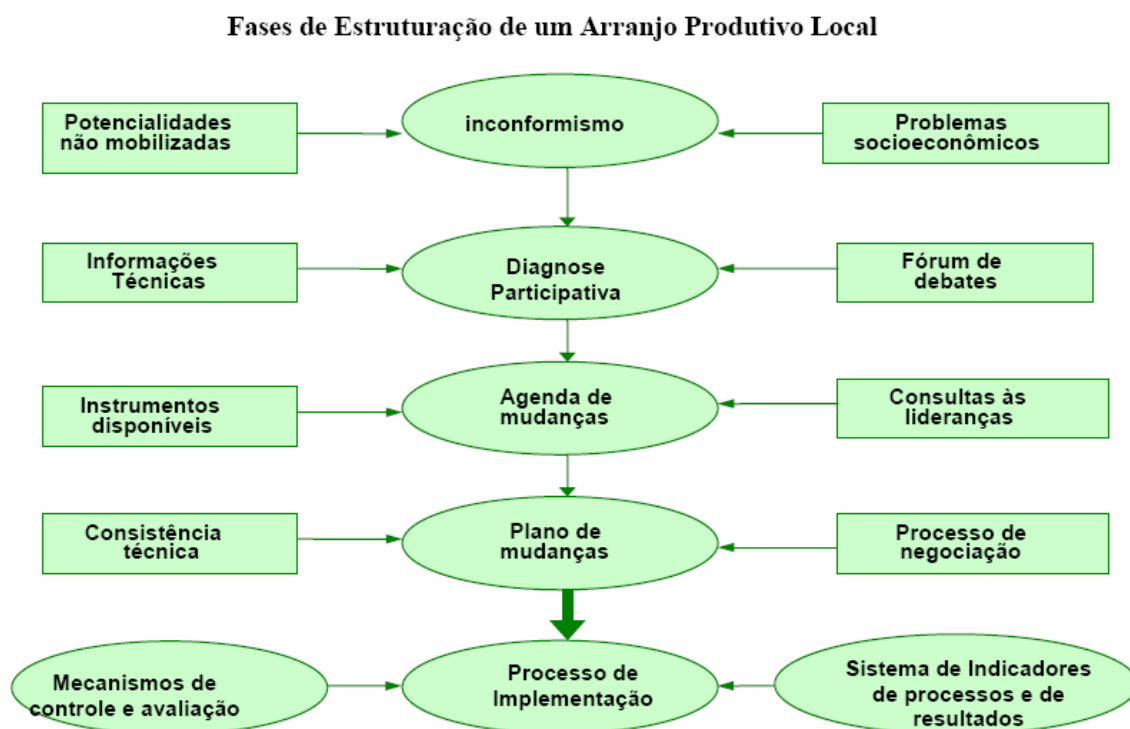 Fases de Estruturação de um Arranjo Produtivo Local
Potencialidades
não mobilizadas
inconformismo
Problemas
socioeconômicos
Informações
Técnicas
Diagnose
Participativa
Fórum de
debates
Instrumentos
disponíveis
Agenda de
mudanças
Consultas às
lideranças
Consistência
técnica
Plano de
mudanças
Processo de
negociação
Mecanismos de
controle e avaliação
Processo de
Implementação
Sistema de Indicadores
de processos e de
resultados